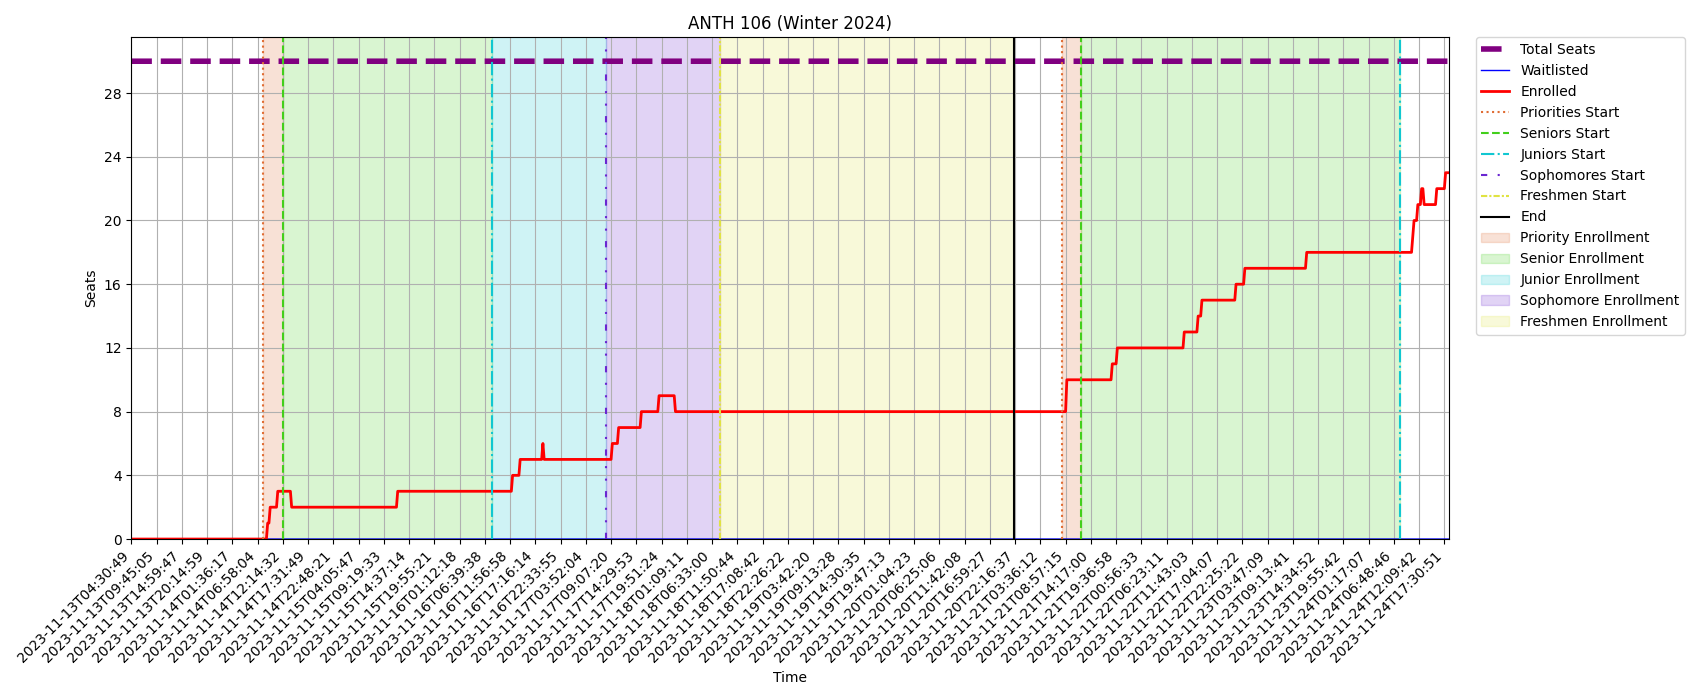 ANTH 106 (Winter 2024)
Seats
28
24
20
16
12
8
4
0
2023-11-13T04:30:49
2023-11-13T09:45:05
2023-11-13T14:59:47
2023-11-13T20:14:59
2023-11-14T01:36:17
2023-11-14T06:58:04
2023-11-14T12:14:32
2023-11-14T17:31:49
2023-11-14T22:48:21
2023-11-15T04:05:47
2023-11-15T09:19:33
2023-11-15T14:37:14
2023-11-15T19:55:21
2023-11-16T01:12:18
2023-11-16T06:39:38
2023-11-16T11:56:58
2023-11-16T17:16:14
2023-11-16T22:33:55
2023-11-17T03:52:04
2023-11-17T09:07:20
2023-11-17T14:29:53
2023-11-17T19:51:24
2023-11-18T01:09:11
2023-11-18T06:33:00
2023-11-18T11:50:44
2023-11-18T17:08:42
2023-11-18T22:26:22
2023-11-19T03:42:20
2023-11-19T09:13:28
2023-11-19T14:30:35
2023-11-19T19:47:13
2023-11-20T01:04:23
2023-11-20T06:25:06
2023-11-20T11:42:08
2023-11-20T16:59:27
2023-11-20T22:16:37
2023-11-21T03:36:12
2023-11-21T08:57:15
2023-11-21T14:17:00
2023-11-21T19:36:58
2023-11-22T00:56:33
2023-11-22T06:23:11
2023-11-22T11:43:03
2023-11-22T17:04:07
2023-11-22T22:25:22
2023-11-23T03:47:09
2023-11-23T09:13:41
2023-11-23T14:34:52
2023-11-23T19:55:42
2023-11-24T01:17:07
2023-11-24T06:48:46
2023-11-24T12:09:42
2023-11-24T17:30:51
Time
Total Seats
Waitlisted
Enrolled
Priorities Start
Seniors Start
Juniors Start
Sophomores Start
Freshmen Start
End
Priority Enrollment
Senior Enrollment
Junior Enrollment
Sophomore Enrollment
Freshmen Enrollment